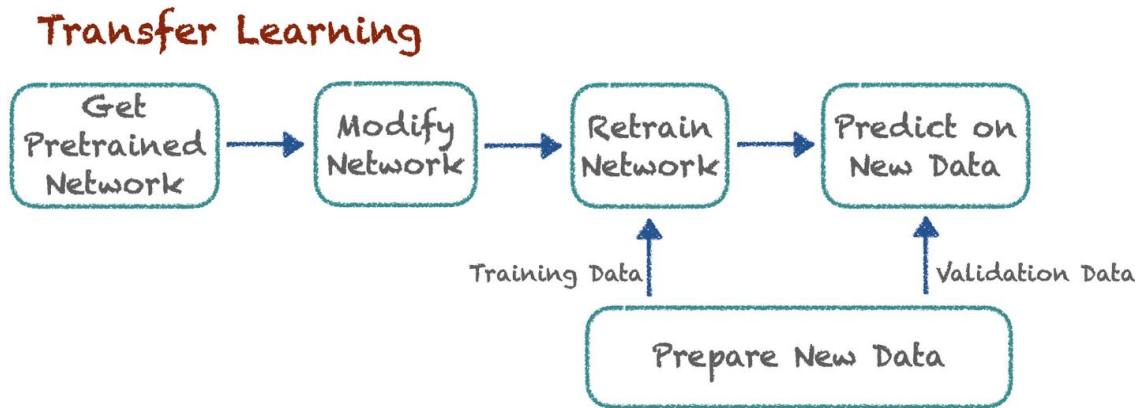 Transfer Learning
Get
Pretrained
Network
Modify
Network
Retrain
Network
Predict on
New Data
Training Data
Validation Data
Prepare New Data